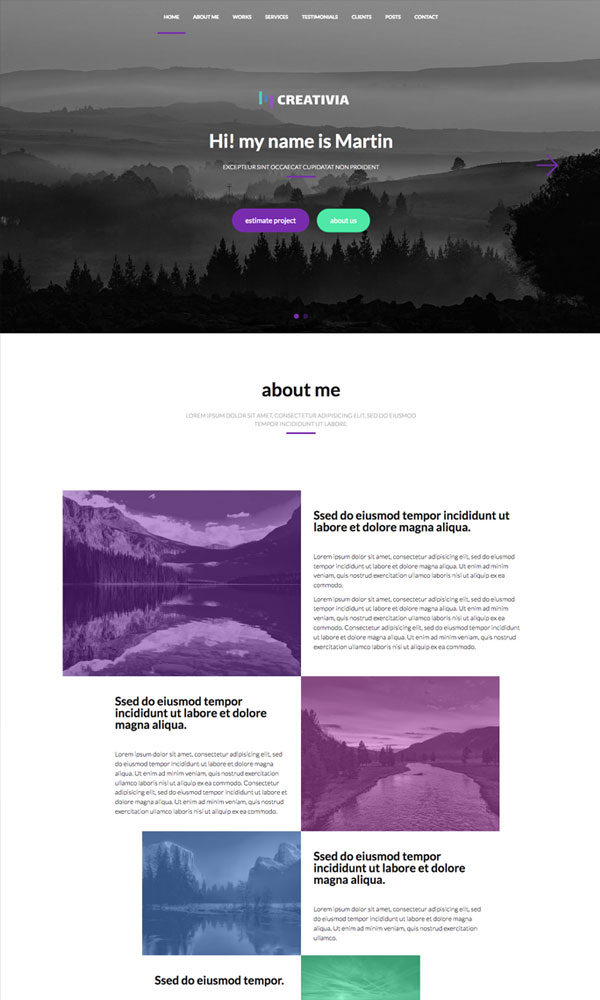 HOME ABOUT ME WORKS SERVICES TESTIMONIALS CLIENTS POSTS CONTACT
CREATIVIA
Hi! my name is Martin
EXCEPTEUR SINT OCCAECAT CUPIDATAT NON PROIDENT
estimate project about us
about me
LOREM IPSUM DOLOR SIT AMET, CONSECTETUR ADIPISICING ELIT, SED DO EIUSMOD
TEMPOR INCIDIDUNT UT LABORE.
Ssed do eiusmod tempor incididunt ut
labore et dolore magna aliqua.
Lorem ipsum dolor sit amet, consectetur adipisicing elit, sed do eiusmod
tempor incididunt ut labore et dolore magna aliqua. Ut enim ad minim
veniam, quis nostrud exercitation ullamco laboris nisi ut aliquip ex ea
commodo.
Lorem ipsum dolor sit amet, consectetur adipisicing elit, sed do eiusmod
tempor incididunt ut labore et dolore magna aliqua. Ut enim ad minim
veniam, quis nostrud exercitation ullamco laboris nisi ut aliquip ex ea
commodo. Consectetur adipisicing elit, sed do eiusmod tempor incididunt
ut labore et dolore magna aliqua. Ut enim ad minim veniam, quis nostrud
exercitation ullamco laboris nisi ut aliquip ex ea commodo.
Ssed do eiusmod tempor
incididunt ut labore et dolore
magna aliqua.
Lorem ipsum dolor sit amet, consectetur adipisicing elit, sed
do eiusmod tempor incididunt ut labore et dolore magna
aliqua. Ut enim ad minim veniam, quis nostrud exercitation
ullamco laboris nisi ut aliquip ex ea commodo. Consectetur
adipisicing elit, sed do eiusmod tempor incididunt ut labore
et dolore magna aliqua. Ut enim ad minim veniam, quis
nostrud exercitation ullamco laboris nisi ut aliquip ex ea
commodo.
Ssed do eiusmod tempor
incididunt ut labore et dolore
magna aliqua.
Lorem ipsum dolor sit amet, consectetur adipisicing
elit, sed do eiusmod tempor incididunt ut labore et
dolore magna aliqua. Ut enim ad minim veniam, quis
nostrud exercitation ullamco laboris nisi ut aliquip ex ea
ullamco.
Ssed do eiusmod tempor.